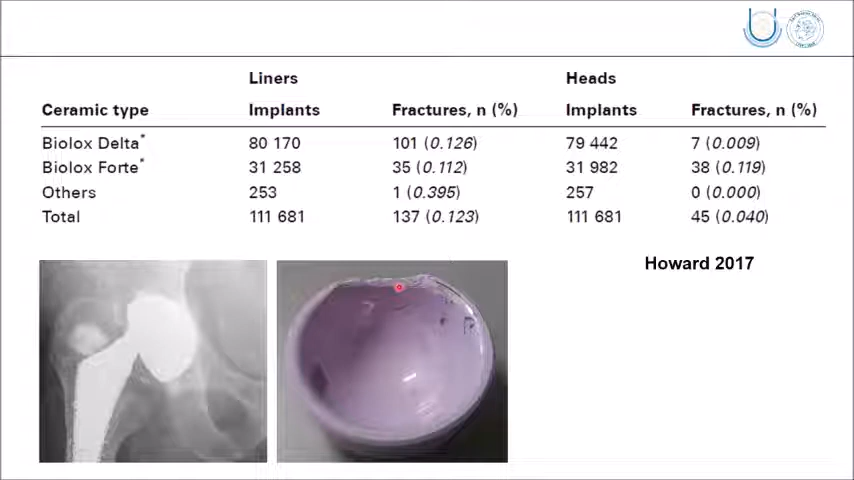 Liners Heads
Ceramic type Implants Fractures, n (%) Implants Fractures, n (%)
Biolox Delta* 80 170 101 (0.126) 79 442 7 (0.009)
Biolox Forte* 31 258 35 (0.112) 31 982 38 (0.119)
Others 253 1 (0.395) 257 0 (0.000)
Total 111 681 137 (0.123) 111 681 45 (0.040)
Howard 2017